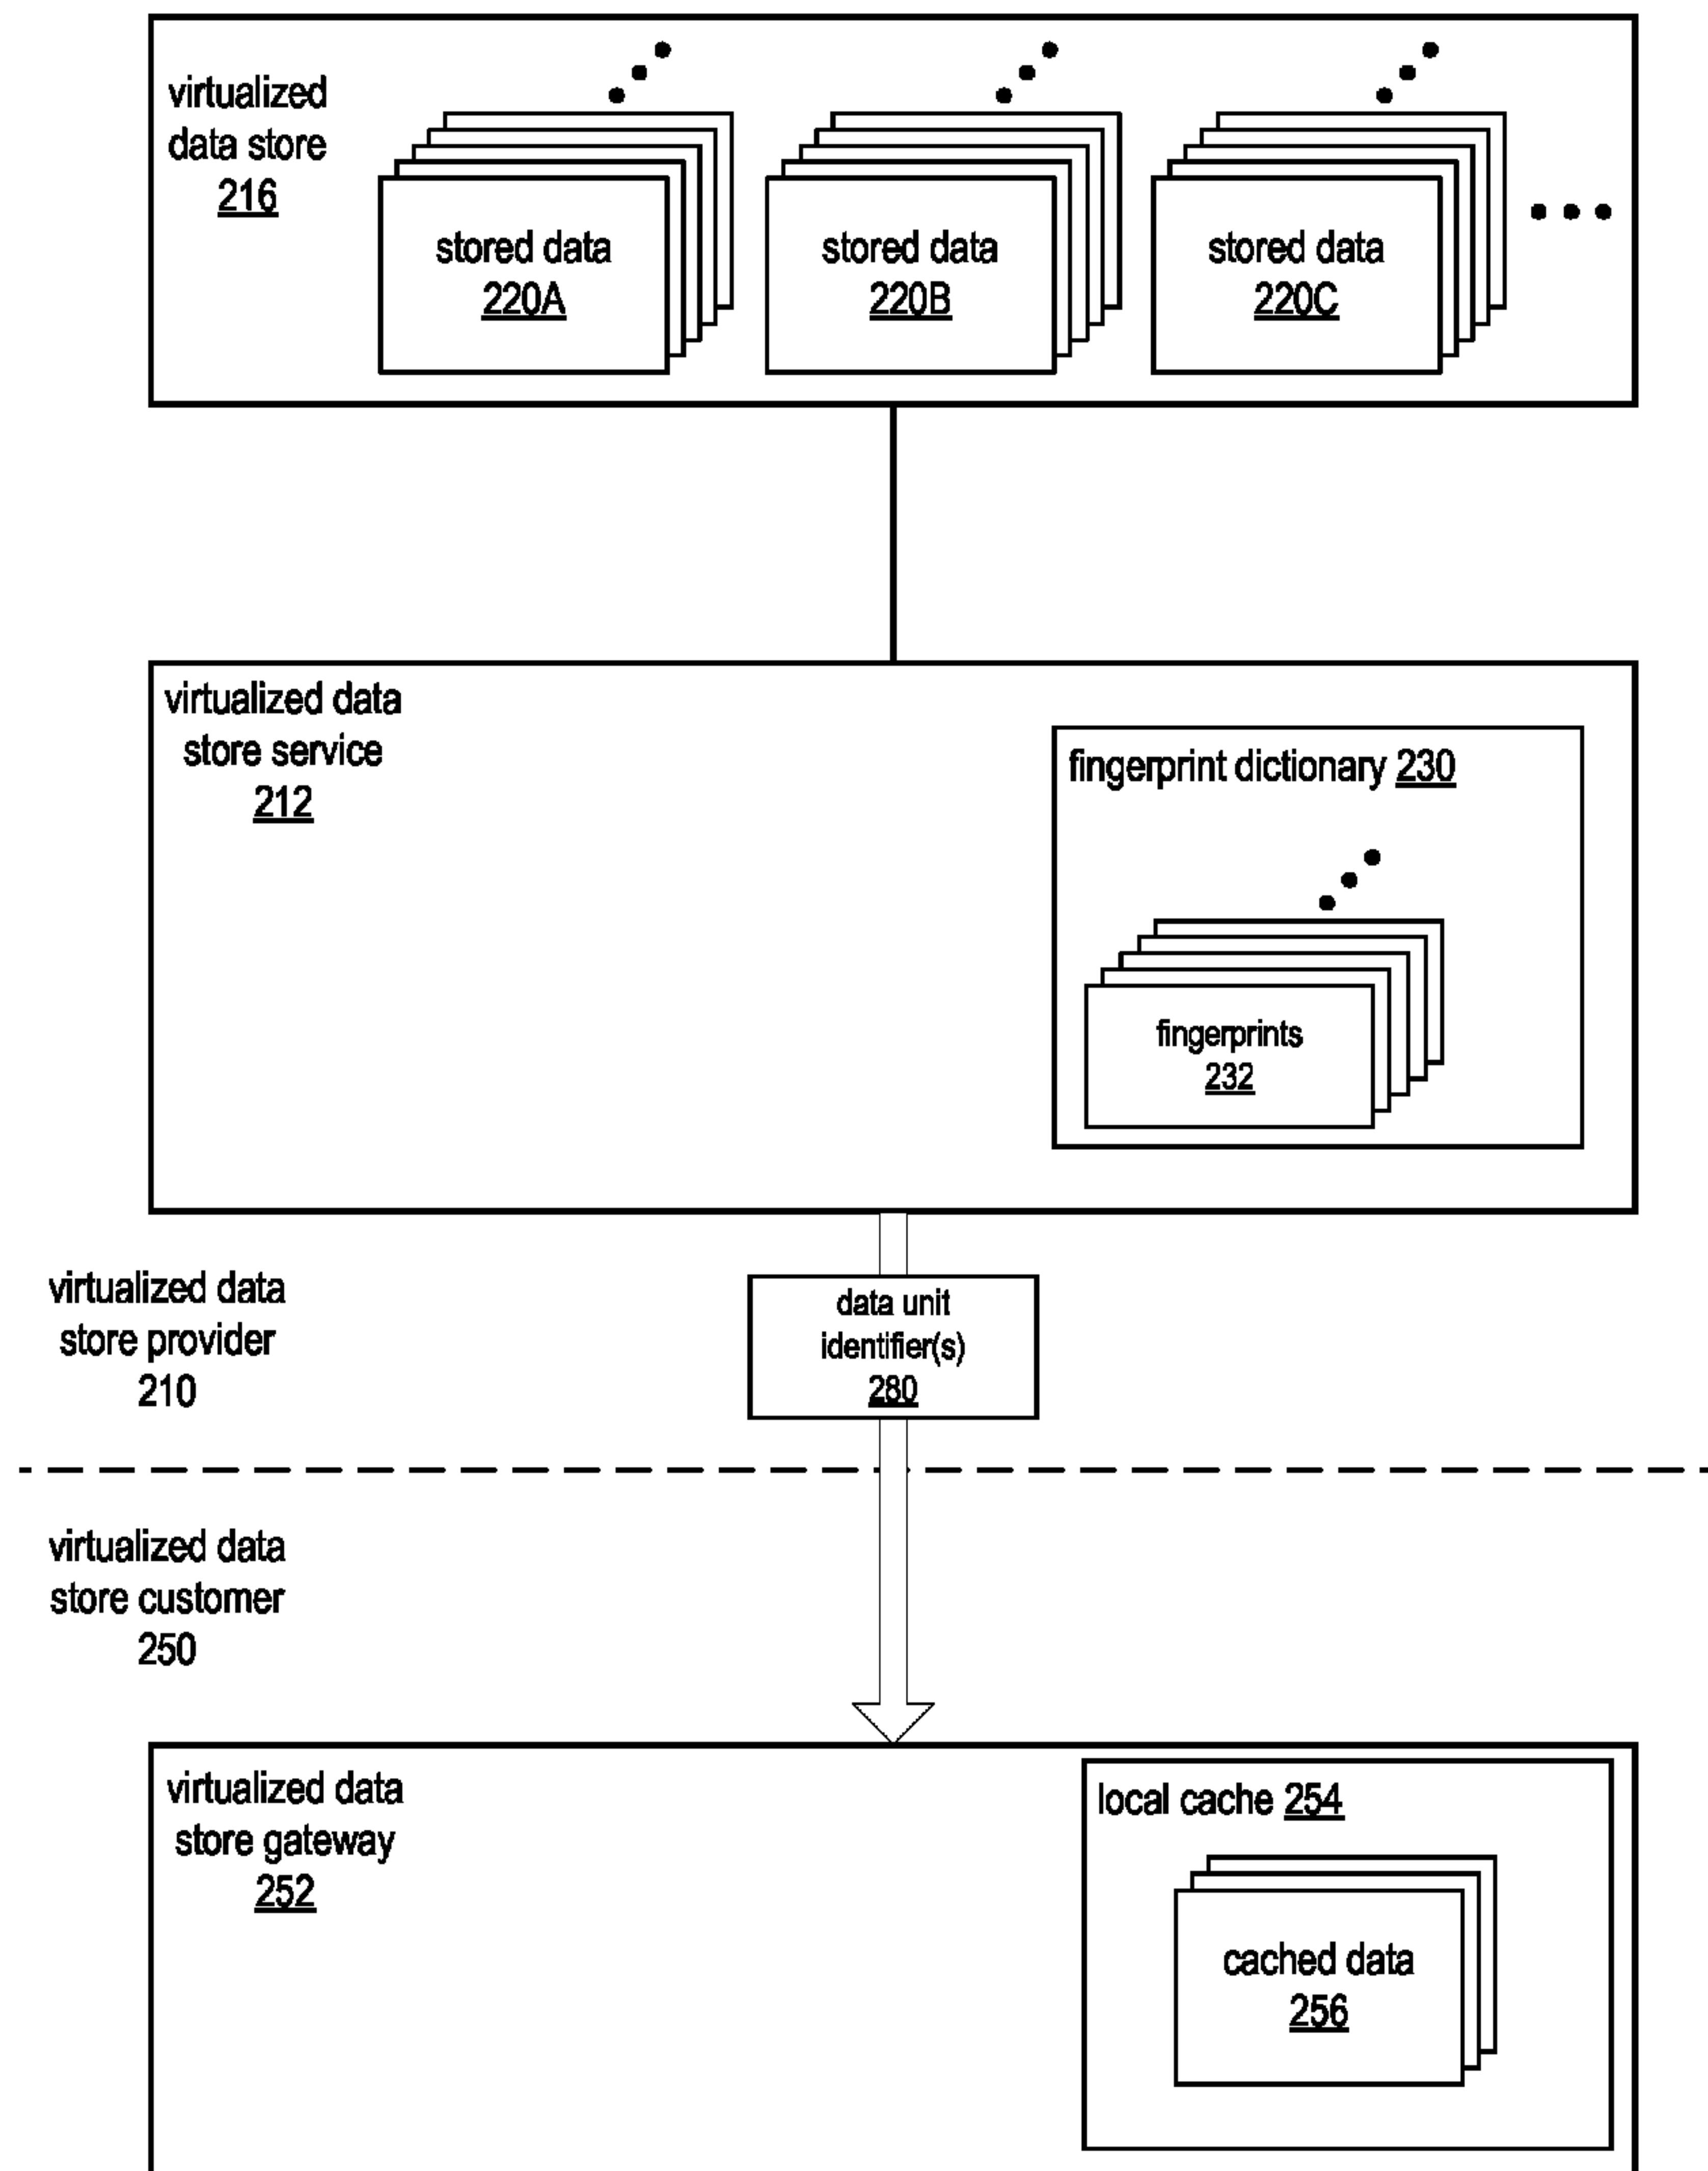 virtualized
data store
216
stored data
220A
stored data
220B
stored data
220C
virtualized data
store service
212
fingerprint dictionary 230
fingerprints
232
virtualized data
store provider
210
data unit
identifier(s)
280
virtualized data
store customer
250
virtualized data
store gateway
252
local cache 254
cached data
256